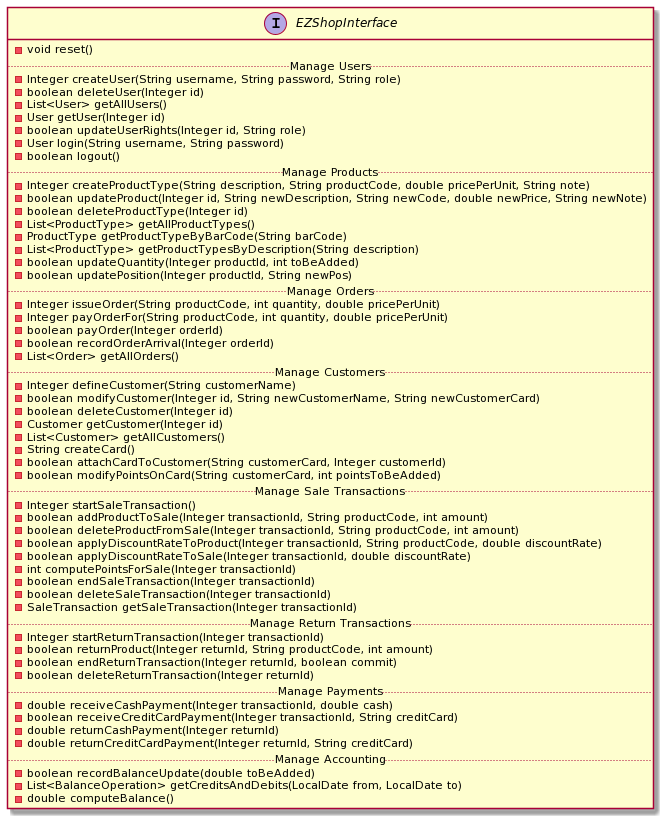 I EZShopInterface
void reset()
Manage Users
Integer createUser(String username, String password, String role)
boolean deleteUser(Integer id)
List<User> getAllUsers()
User getUser(Integer id)
boolean updateUserRights(Integer id, String role)
User login(String username, String password)
boolean logout()
Manage Products
Integer createProductType(String description, String productCode, double pricePerUnit, String note)
boolean updateProduct(Integer id, String newDescription, String newCode, double newPrice, String newNote)
boolean deleteProductType(Integer id)
List<ProductType> getAllProductTypes()
ProductType getProductTypeByBarCode(String barCode)
List<ProductType> getProductTypesByDescription(String description)
boolean updateQuantity(Integer productId, int toBeAdded)
boolean updatePosition(Integer productId, String newPos)
Manage Orders
Integer issueOrder(String productCode, int quantity, double pricePerUnit)
Integer payOrderFor(String productCode, int quantity, double pricePerUnit)
boolean payOrder(Integer orderId)
boolean recordOrderArrival(Integer orderId)
List<Order> getAllOrders()
Manage Customers
Integer defineCustomer(String customerName)
boolean modifyCustomer(Integer id, String newCustomerName, String newCustomerCard)
boolean deleteCustomer(Integer id)
Customer getCustomer(Integer id)
List<Customer> getAllCustomers()
String createCard()
boolean attachCardToCustomer(String customerCard, Integer customerId)
boolean modifyPointsOnCard(String customerCard, int pointsToBeAdded)
Manage Sale Transactions
Integer startSaleTransaction()
boolean addProductToSale(Integer transactionId, String productCode, int amount)
boolean deleteProductFromSale(Integer transactionId, String productCode, int amount)
boolean applyDiscountRateToProduct(Integer transactionId, String productCode, double discountRate)
boolean applyDiscountRateToSale(Integer transactionId, double discountRate)
int computePointsForSale(Integer transactionId)
boolean endSaleTransaction(Integer transactionId)
boolean deleteSaleTransaction(Integer transactionId)
SaleTransaction getSaleTransaction(Integer transactionId)
Manage Return Transactions
Integer startReturnTransaction(Integer transactionId)
boolean returnProduct(Integer returnId, String productCode, int amount)
boolean endReturnTransaction(Integer returnId, boolean commit)
boolean deleteReturnTransaction(Integer returnId)
Manage Payments
double receiveCashPayment(Integer transactionId, double cash)
boolean receiveCreditCardPayment(Integer transactionId, String creditCard)
double returnCashPayment(Integer returnId)
double returnCreditCardPayment(Integer returnId, String creditCard)
Manage Accounting
boolean recordBalanceUpdate(double toBeAdded)
List<BalanceOperation> getCreditsAndDebits(LocalDate from, LocalDate to)
double computeBalance()